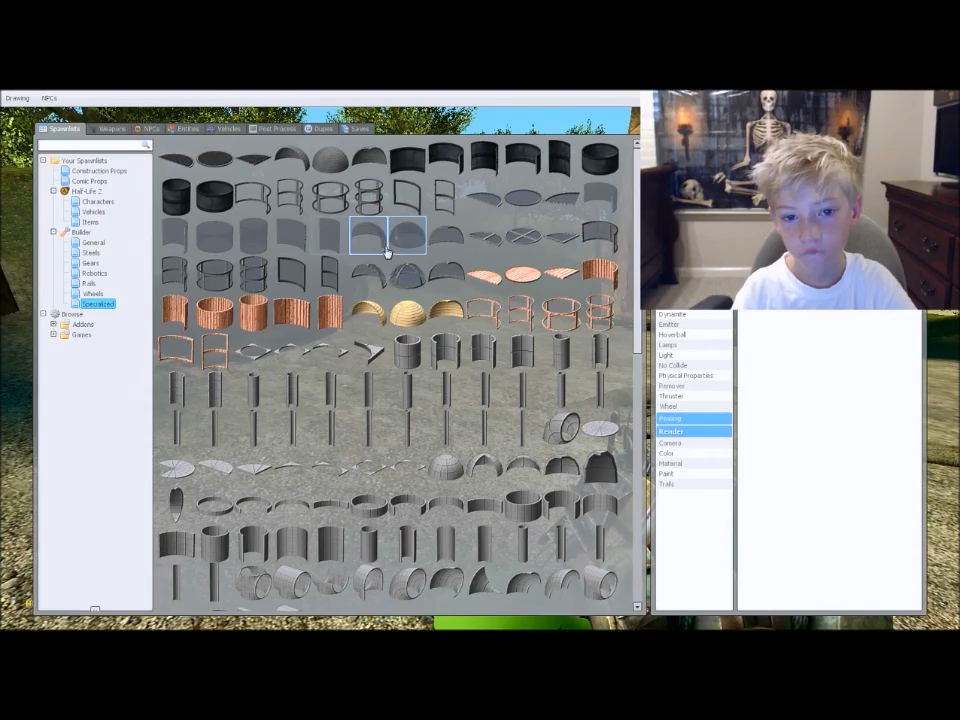 Drawing NPCs
Spawnlists Weapons NPCs Entities Vehicles Post Process Dupes Saves
Your Spawnlists
Construction Props
Comic Props
Half-Life 2
Characters
Vehicles
Items
Builder
General
Steels
Gears
Robotics
Rails
Wheels
Specialized
Browse
Addons
Games
Dynamite
Emitter
Hoverball
Lamps
Light
No Collide
Physical Properties
Remover
Thruster
Wheel
Posing
Render
Camera
Color
Material
Paint
Trails